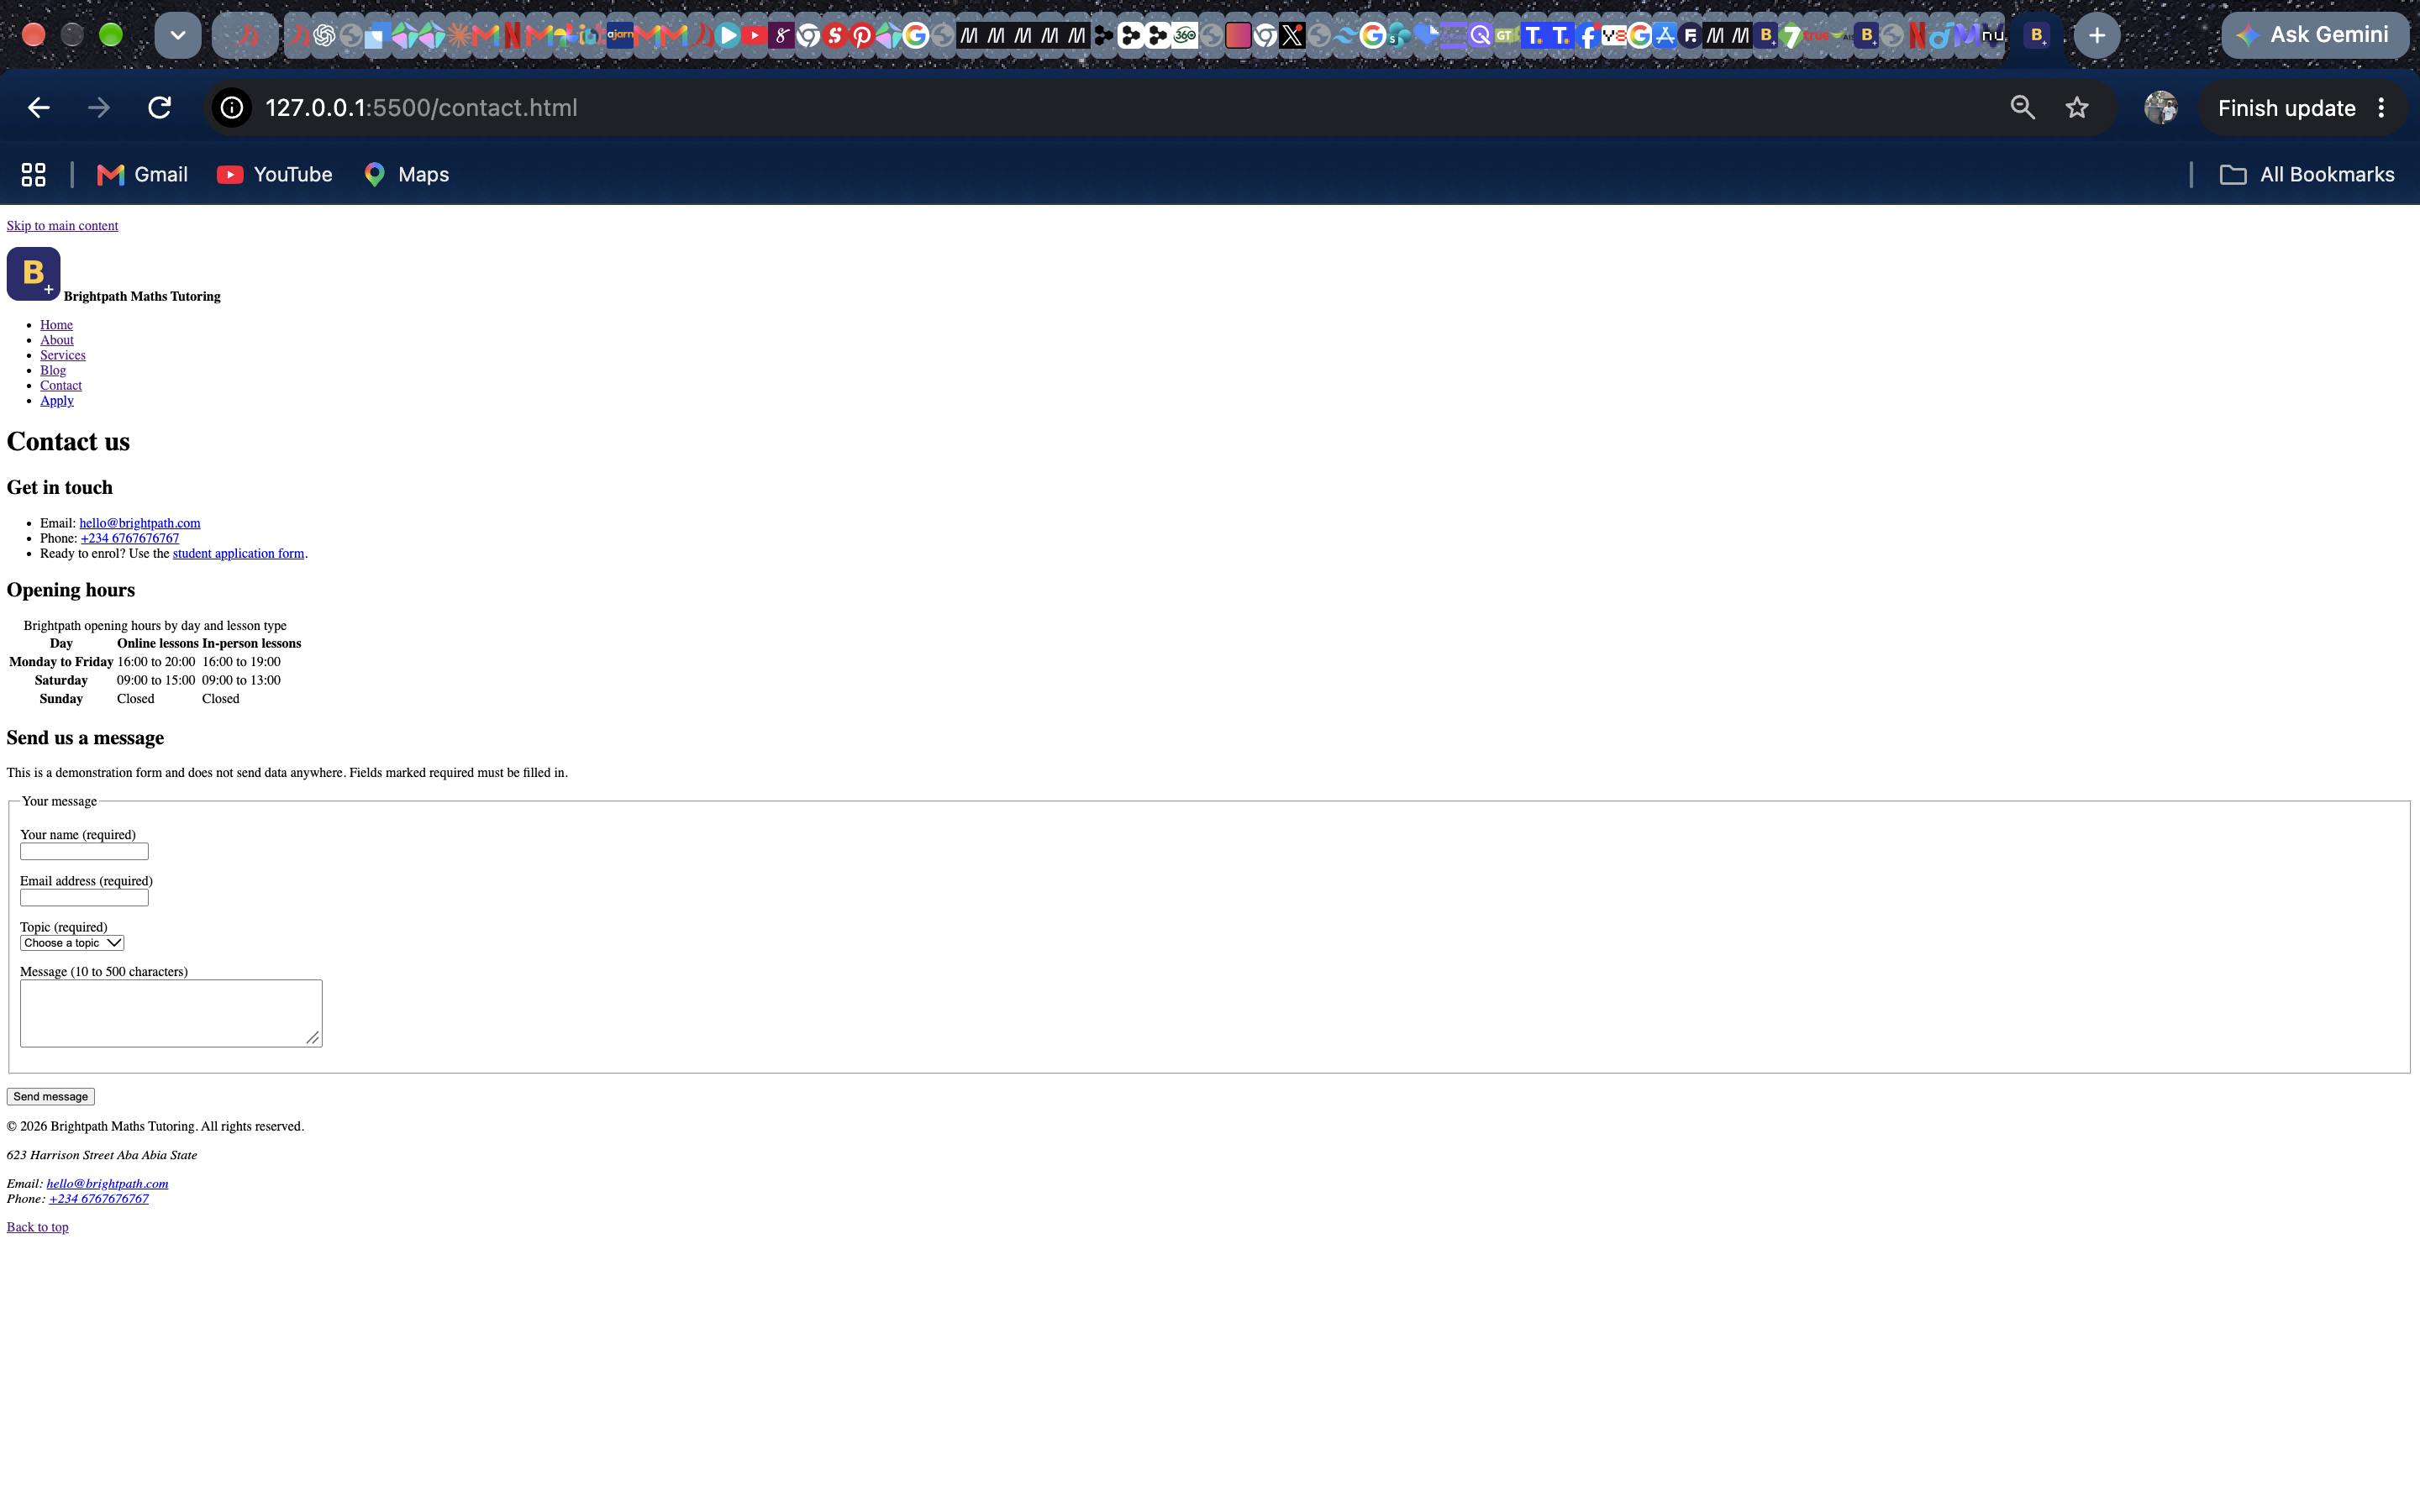 Ask Gemini
127.0.0.1:5500/contact.html
Finish update
Gmail
YouTube
Maps
All Bookmarks
Skip to main content
B+ Brightpath Maths Tutoring
Home
About
Services
Blog
Contact
Apply
Contact us
Get in touch
Email: hello@brightpath.com
Phone: +234 6767676767
Ready to enrol? Use the student application form.
Opening hours
Brightpath opening hours by day and lesson type
Day Online lessons In-person lessons
Monday to Friday 16:00 to 20:00 16:00 to 19:00
Saturday 09:00 to 15:00 09:00 to 13:00
Sunday Closed Closed
Send us a message
This is a demonstration form and does not send data anywhere. Fields marked required must be filled in.
Your message
Your name (required)
Email address (required)
Topic (required)
Choose a topic
Message (10 to 500 characters)
Send message
© 2026 Brightpath Maths Tutoring. All rights reserved.
623 Harrison Street Aba Abia State
Email: hello@brightpath.com
Phone: +234 6767676767
Back to top